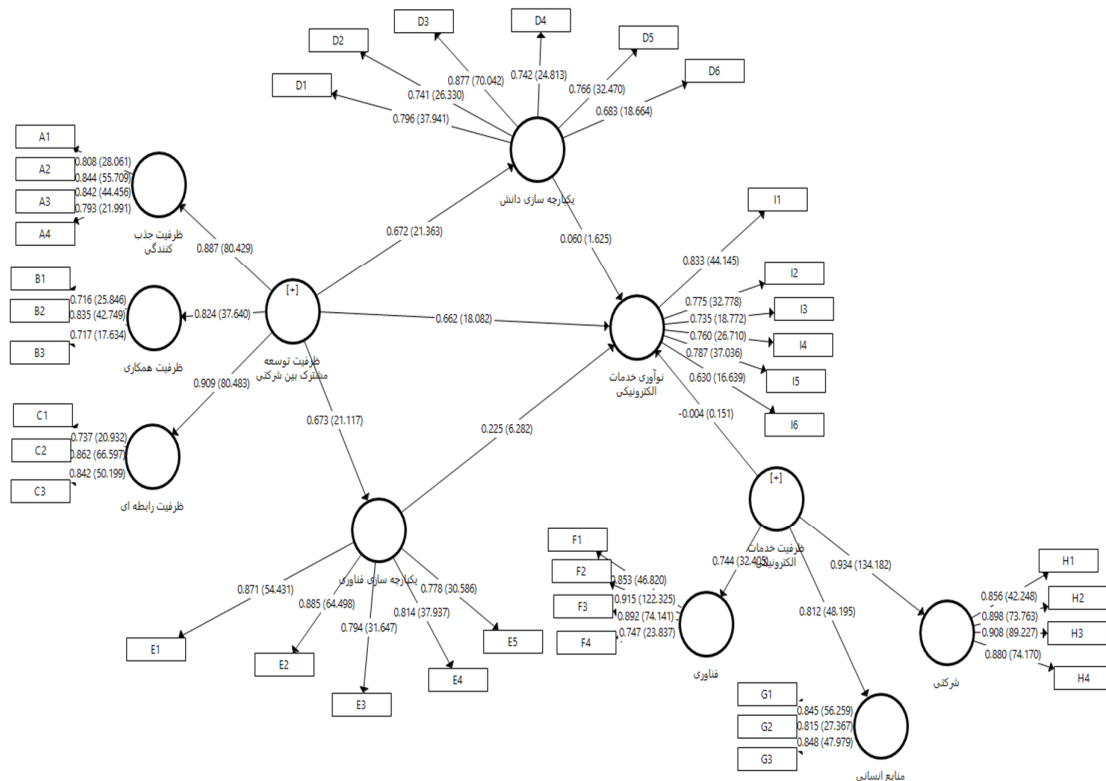 D3
D4
D2
D5
D1
D6
0.796 (37.941)
0.741 (26.330)
0.877 (70.042)
0.742 (24.813)
0.766 (32.470)
0.683 (18.664)
یکپارچه سازی دانش
A1
A2
A3
A4
0.808 (28.061)
0.844 (55.709)
0.842 (44.456)
0.793 (21.991)
ظرفیت جذب
کنندگی
0.887 (80.429)
0.672 (21.363)
0.060 (1.625)
I1
I2
I3
I4
I5
I6
0.833 (44.145)
0.775 (32.778)
0.735 (18.772)
0.760 (26.710)
0.787 (37.036)
0.630 (16.639)
B1
B2
B3
0.716 (25.846)
0.835 (42.749)
0.717 (17.634)
ظرفیت همکاری
0.824 (37.640)
[+]
ظرفیت توسعه
مشترک بین شرکتی
0.662 (18.082)
نوآوری خدمات
الکترونیکی
0.909 (80.483)
C1
C2
C3
0.737 (20.932)
0.862 (66.597)
0.842 (50.199)
ظرفیت رابطه ای
0.673 (21.117)
0.225 (6.282)
-0.004 (0.151)
[+]
ظرفیت خدمات
الکترونیکی
یکپارچه سازی فناوری
0.871 (54.431)
0.885 (64.498)
0.794 (31.647)
0.814 (37.937)
0.778 (30.586)
E1
E2
E3
E4
E5
0.744 (32.405)
0.812 (48.195)
0.934 (134.182)
F1
F2
F3
F4
0.853 (46.820)
0.915 (122.325)
0.892 (74.141)
0.747 (23.837)
فناوری
H1
H2
H3
H4
0.856 (42.248)
0.898 (73.763)
0.908 (89.227)
0.880 (74.170)
شرکتی
G1
G2
G3
0.845 (56.259)
0.815 (27.367)
0.848 (47.979)
منابع انسانی